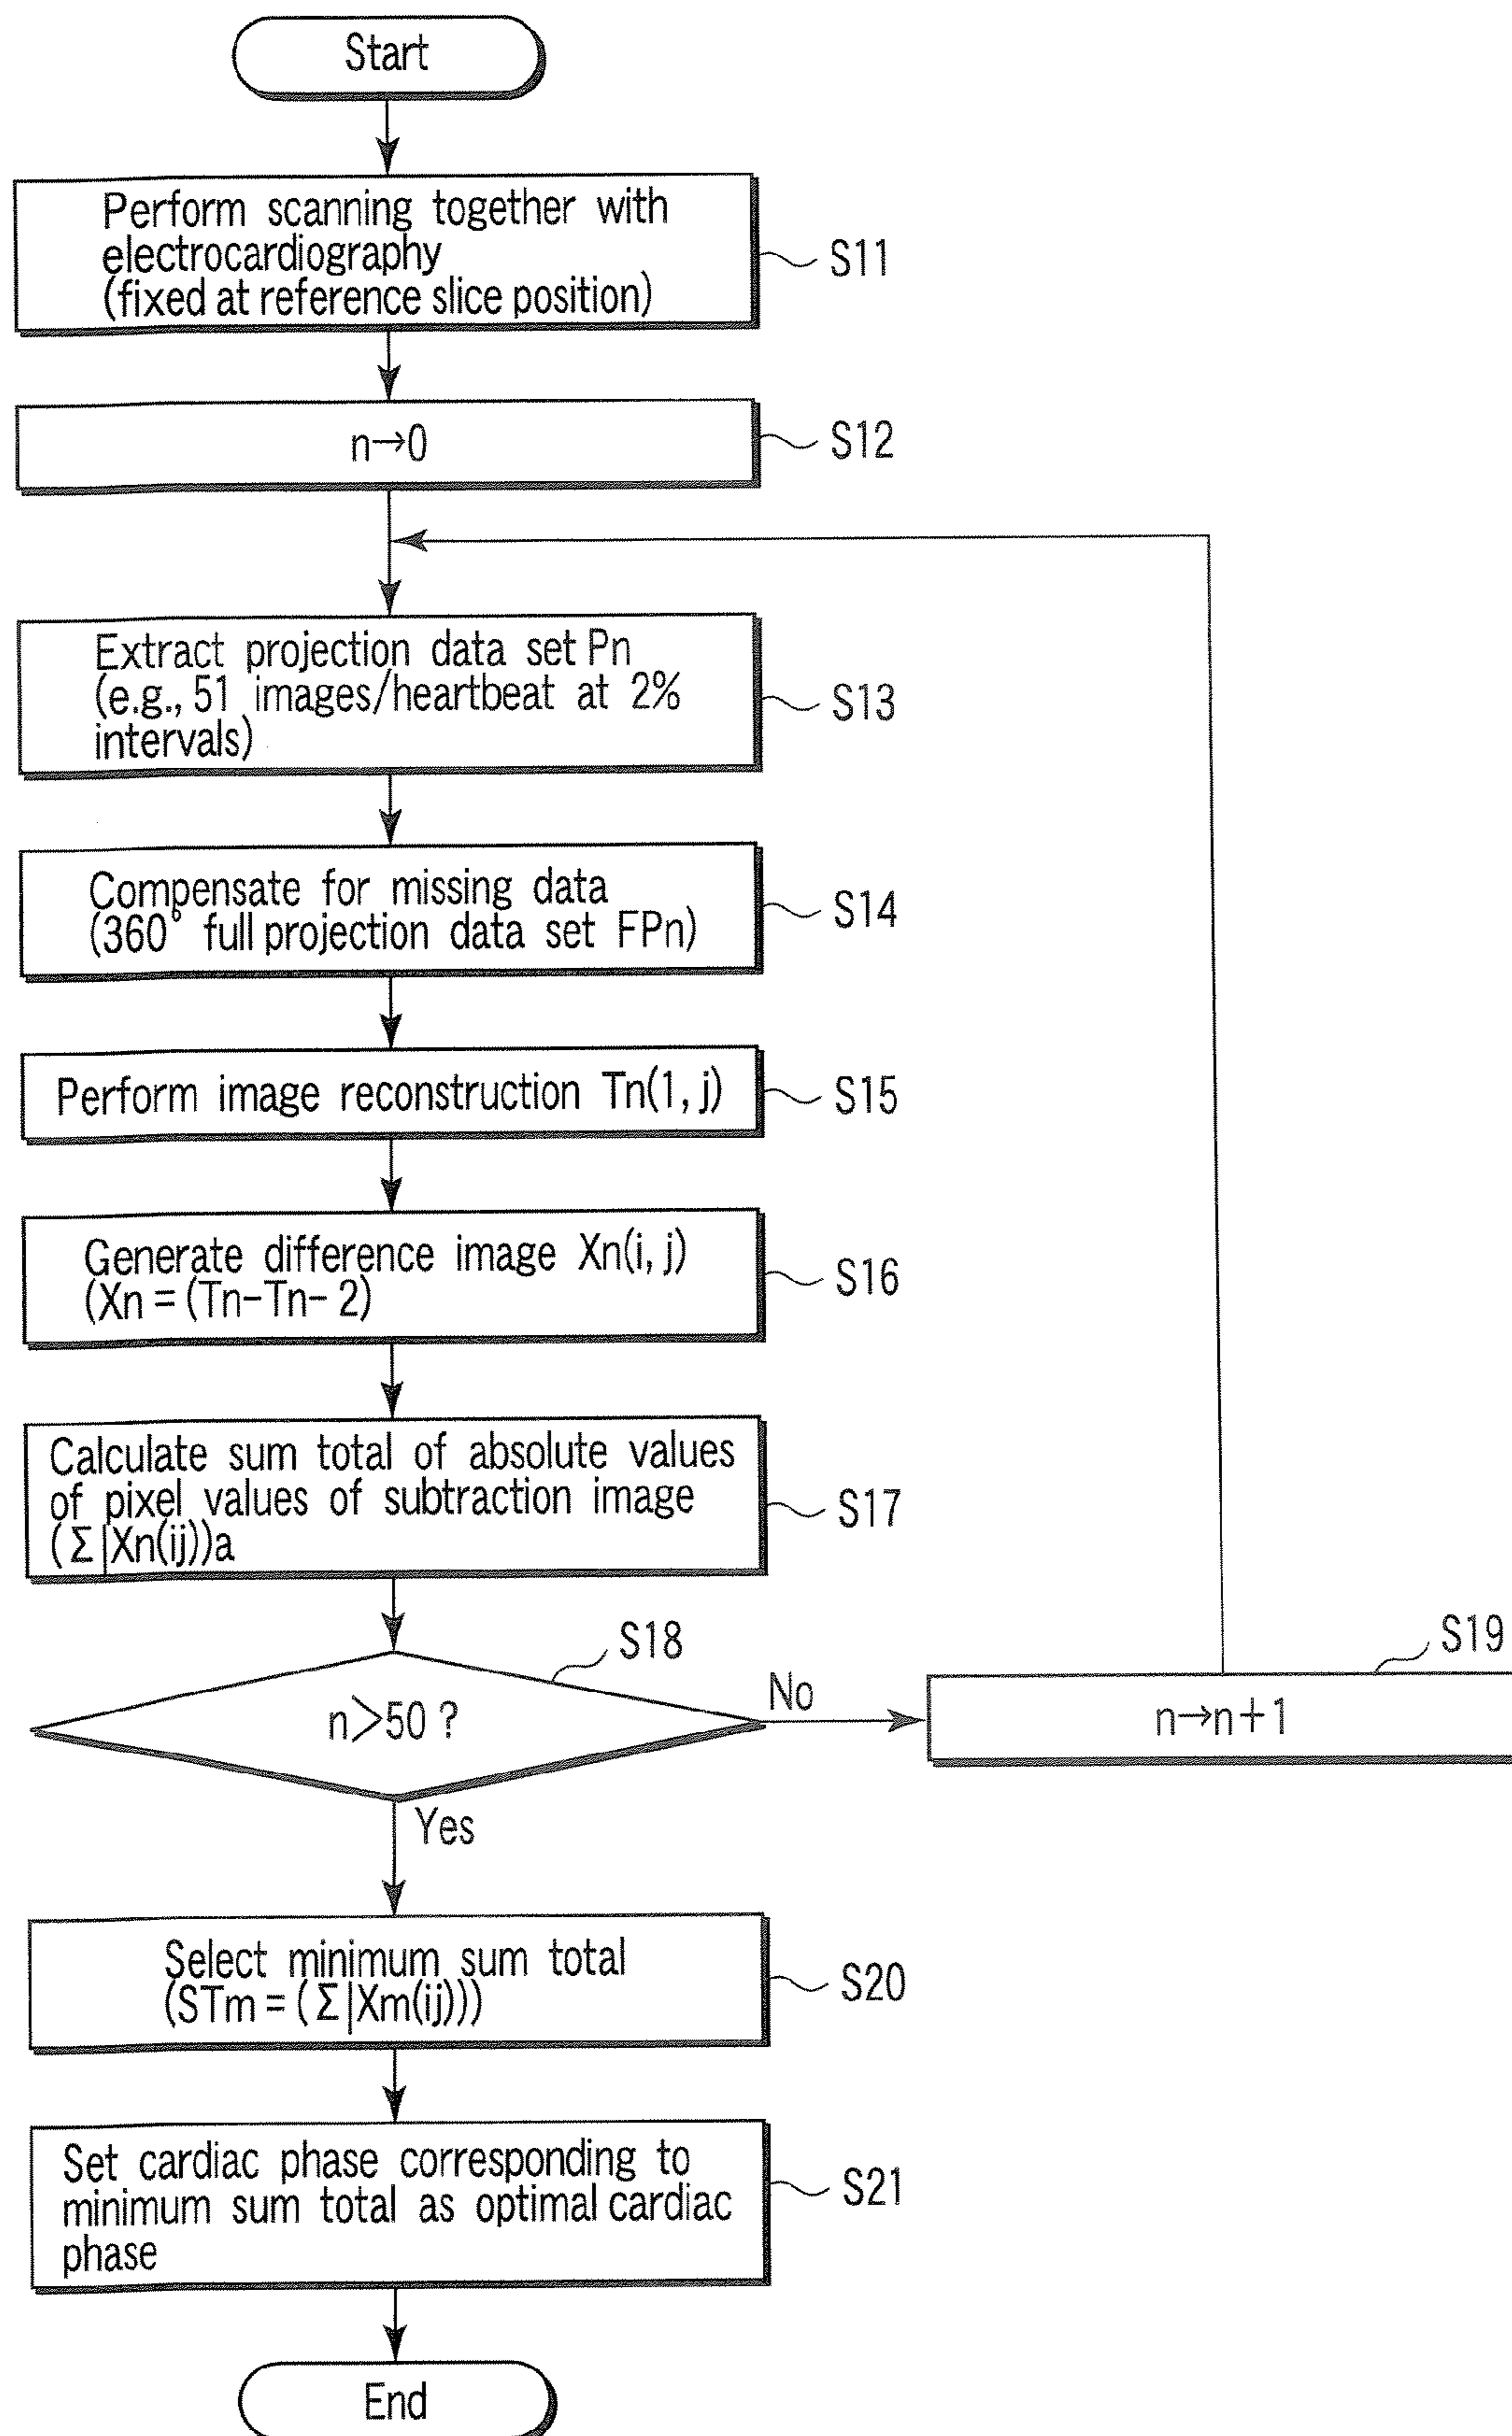 Start
Perform scanning together with
electrocardiography
(fixed at reference slice position)
S11
n→0
S12
Extract projection data set Pn
(e.g., 51 images/heartbeat at 2%
intervals)
S13
Compensate for missing data
(360° full projection data set FPn)
S14
Perform image reconstruction Tn(1, j)
S15
Generate difference image Xn(i, j)
(Xn = (Tn-Tn- 2)
S16
Calculate sum total of absolute values
of pixel values of subtraction image
(Σ|Xn(ij))a
S17
S18
n>50 ?
No
S19
n→n+1
Yes
Select minimum sum total
(STm = (Σ|Xm(ij)))
S20
Set cardiac phase corresponding to
minimum sum total as optimal cardiac
phase
S21
End